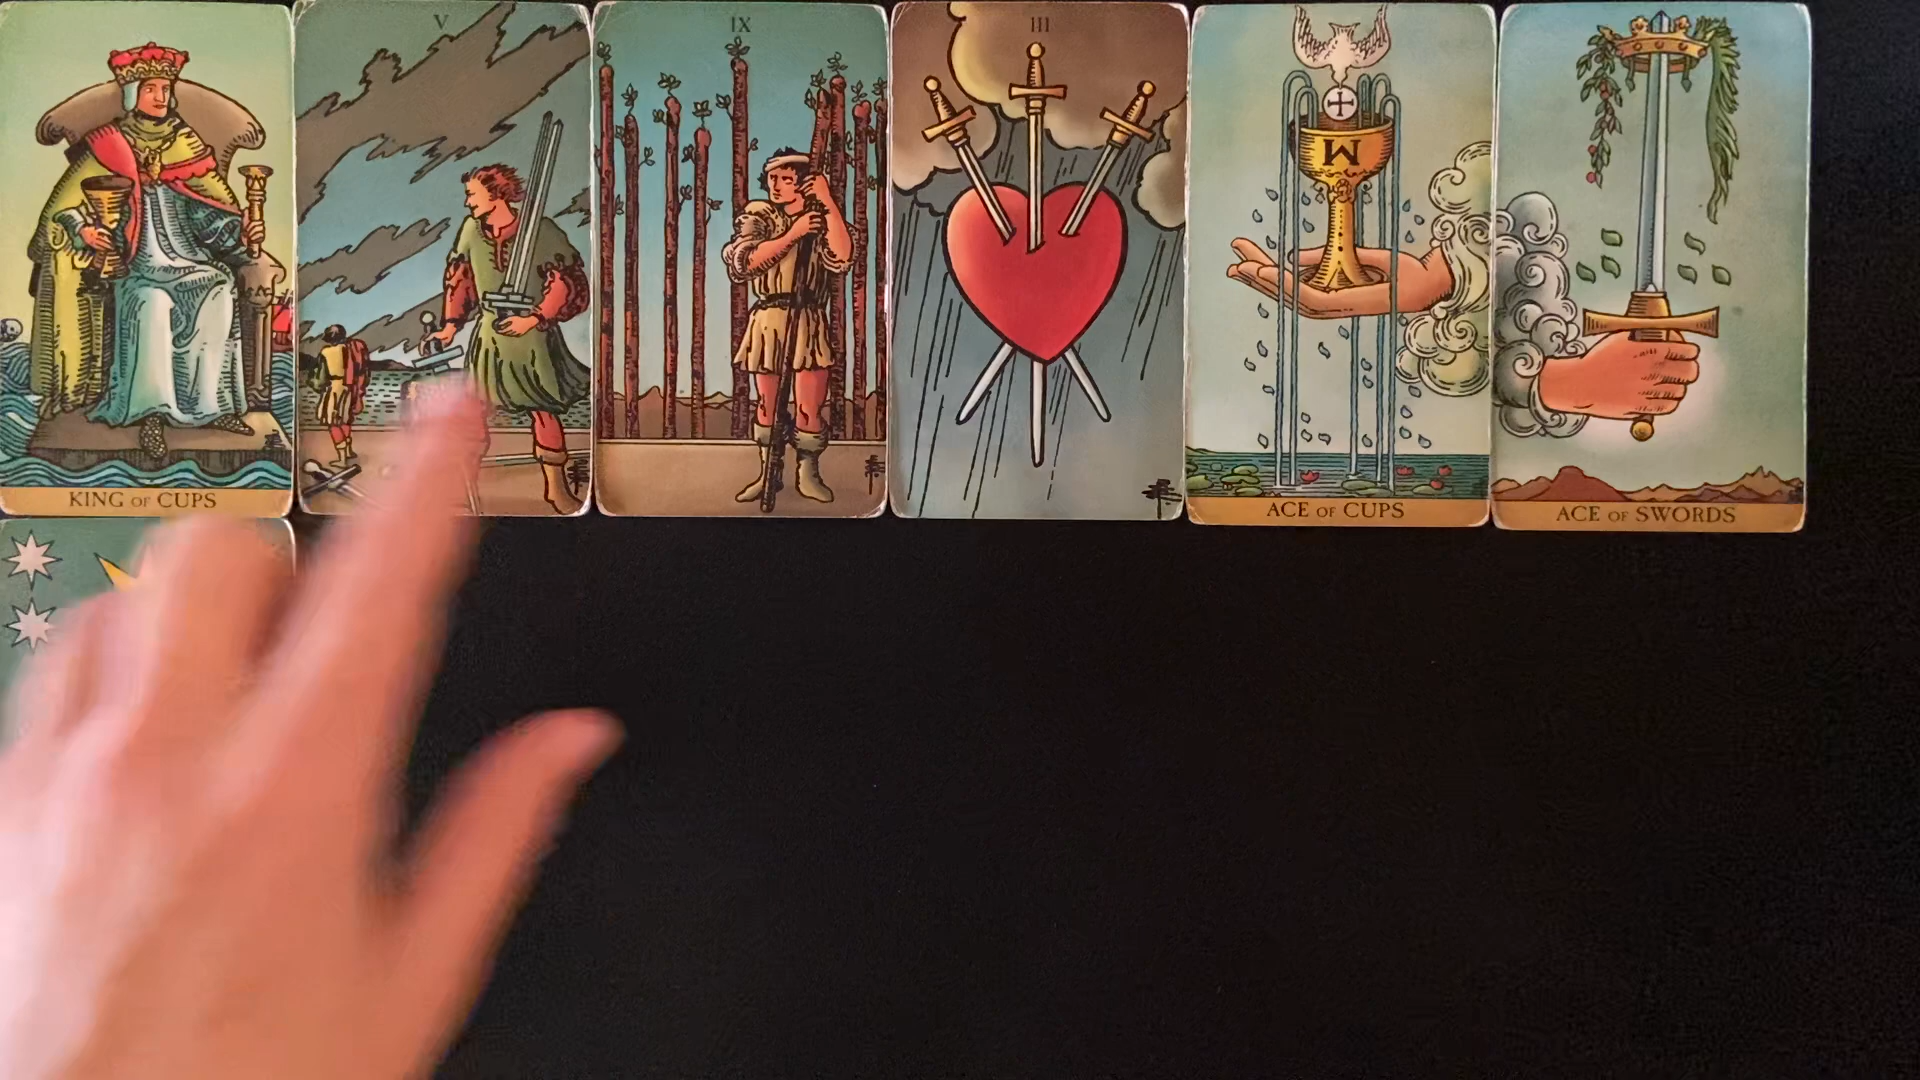 V
IX
III
W
KING OF CUPS
ACE OF CUPS
ACE OF SWORDS